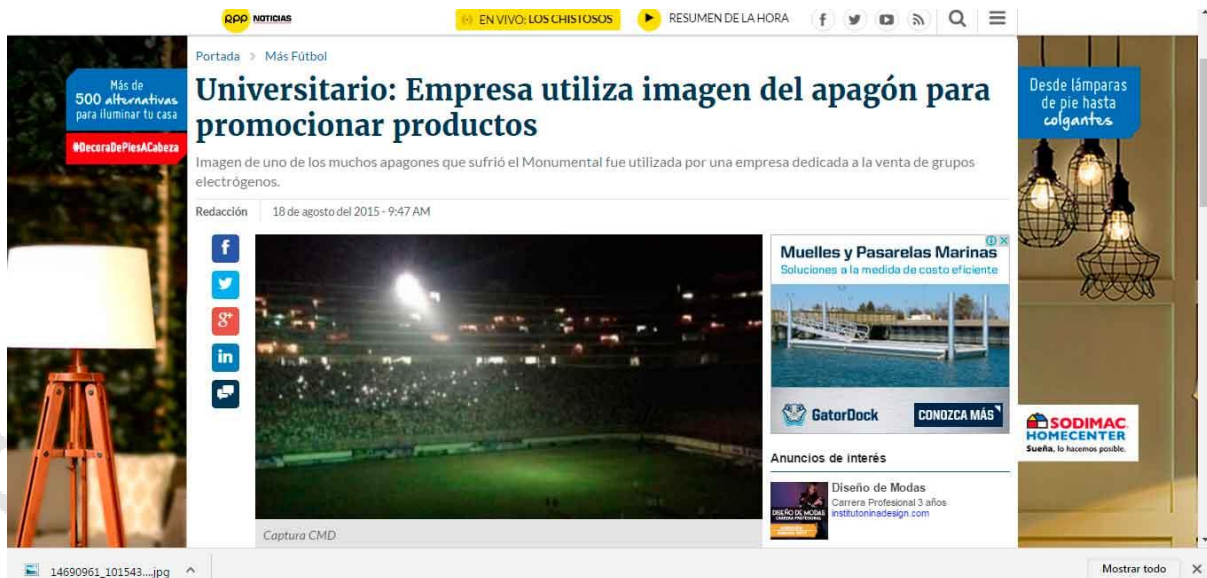 RPP NOTICIAS
EN VIVO: LOS CHISTOSOS
RESUMEN DE LA HORA
Portada > Más Fútbol
Universitario: Empresa utiliza imagen del apagón para
promocionar productos
Imagen de uno de los muchos apagones que sufrió el Monumental fue utilizada por una empresa dedicada a la venta de grupos
electrógenos.
Redacción
18 de agosto del 2015 - 9:47 AM
Más de
500 alternativas
para iluminar tu casa
#DecoraDePiesACabeza
Captura CMD
Muelles y Pasarelas Marinas
Soluciones a la medida de costo eficiente
GatorDock
CONOZCA MÁS
Anuncios de interés
DISEÑO DE MODAS
Diseño de Modas
Carrera Profesional 3 años
institutoninadesign.com
Desde lámparas
de pie hasta
colgantes
SODIMAC
HOMECENTER
Sueña, lo hacemos posible.
14690961_101543....jpg
Mostrar todo